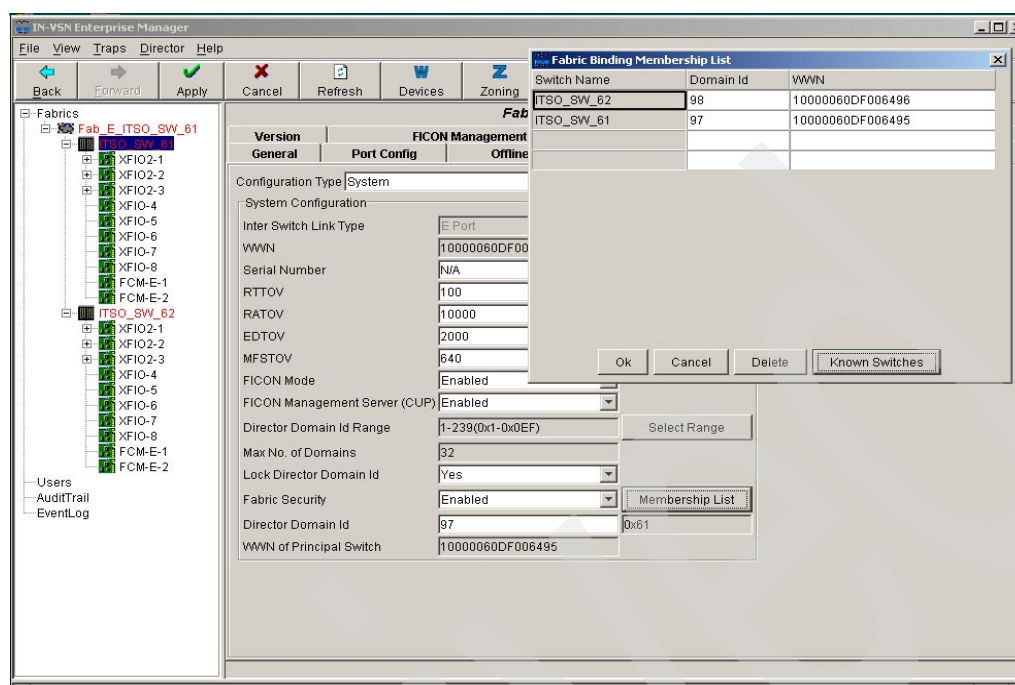 IN-VSN Enterprise Manager
File View Traps Director Help
Back Forward Apply Cancel Refresh Devices Zoning
Fabrics
Fab_E_ITSO_SW_61
ITSO_SW_61
XFIO2-1
XFIO2-2
XFIO2-3
XFIO-4
XFIO-5
XFIO-6
XFIO-7
XFIO-8
FCM-E-1
FCM-E-2
ITSO_SW_62
XFIO2-1
XFIO2-2
XFIO2-3
XFIO-4
XFIO-5
XFIO-6
XFIO-7
XFIO-8
FCM-E-1
FCM-E-2
Users
AuditTrail
EventLog
Fab
Version FICON Management
General Port Config Offline
Configuration Type System
System Configuration
Inter Switch Link Type E Port
WWN 10000060DF00
Serial Number N/A
RTTOV 100
RATOV 10000
EDTOV 2000
MFSTOV 640
FICON Mode Enabled
FICON Management Server (CUP) Enabled
Director Domain Id Range 1-239(0x1-0x0EF) Select Range
Max No. of Domains 32
Lock Director Domain Id Yes
Fabric Security Enabled Membership List
Director Domain Id 97 0x61
WWN of Principal Switch 10000060DF006495
Fabric Binding Membership List
Switch Name Domain Id WWN
ITSO_SW_62 98 10000060DF006496
ITSO_SW_61 97 10000060DF006495
Ok Cancel Delete Known Switches